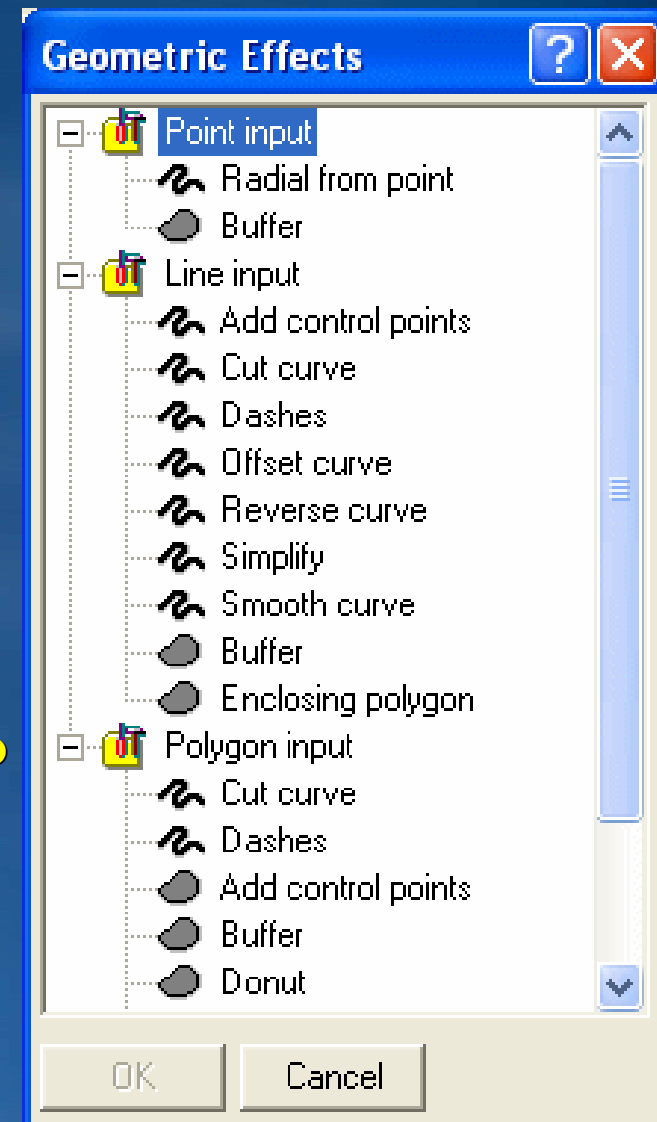 Geometric Effects
Point input
Radial from point
Buffer
Line input
Add control points
Cut curve
Dashes
Offset curve
Reverse curve
Simplify
Smooth curve
Buffer
Enclosing polygon
Polygon input
Cut curve
Dashes
Add control points
Buffer
Donut
OK Cancel